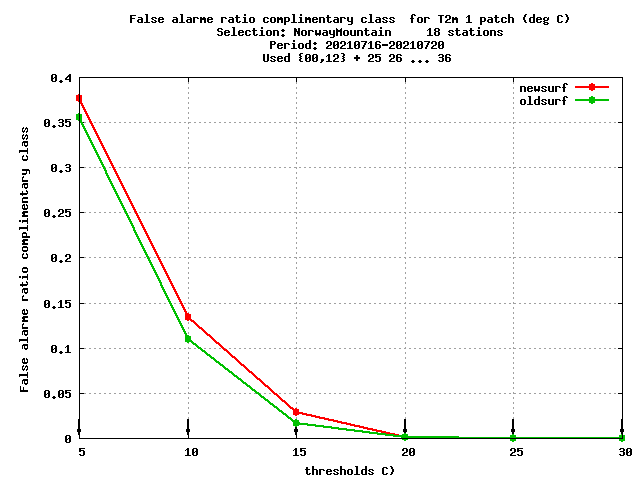 False alarme ratio complimentary class  for T2m 1 patch (deg C)
Selection: NorwayMountain     18 stations
Period: 20210716-20210720
Used {00,12} + 25 26 ... 36
newsurf
oldsurf
False alarme ratio complimentary class
0.4
0.35
0.3
0.25
0.2
0.15
0.1
0.05
0
5 10 15 20 25 30
thresholds C)